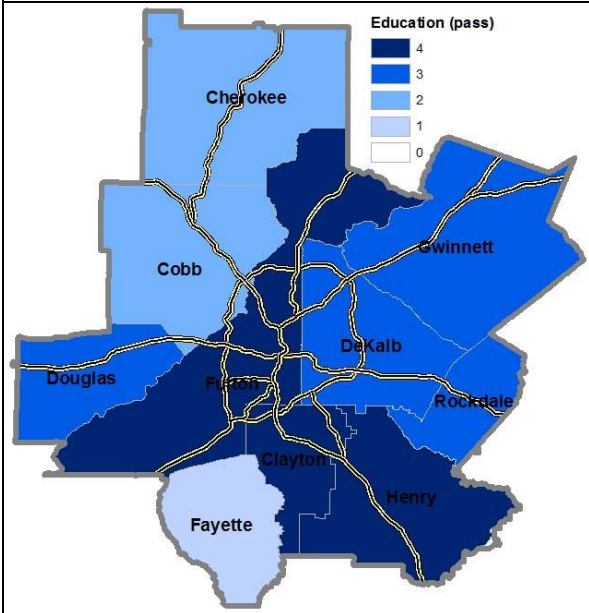 Education (pass)
4
3
2
1
0
Cherokee
Cobb
Gwinnett
DeKalb
Douglas
Fulton
Rockdale
Clayton
Henry
Fayette